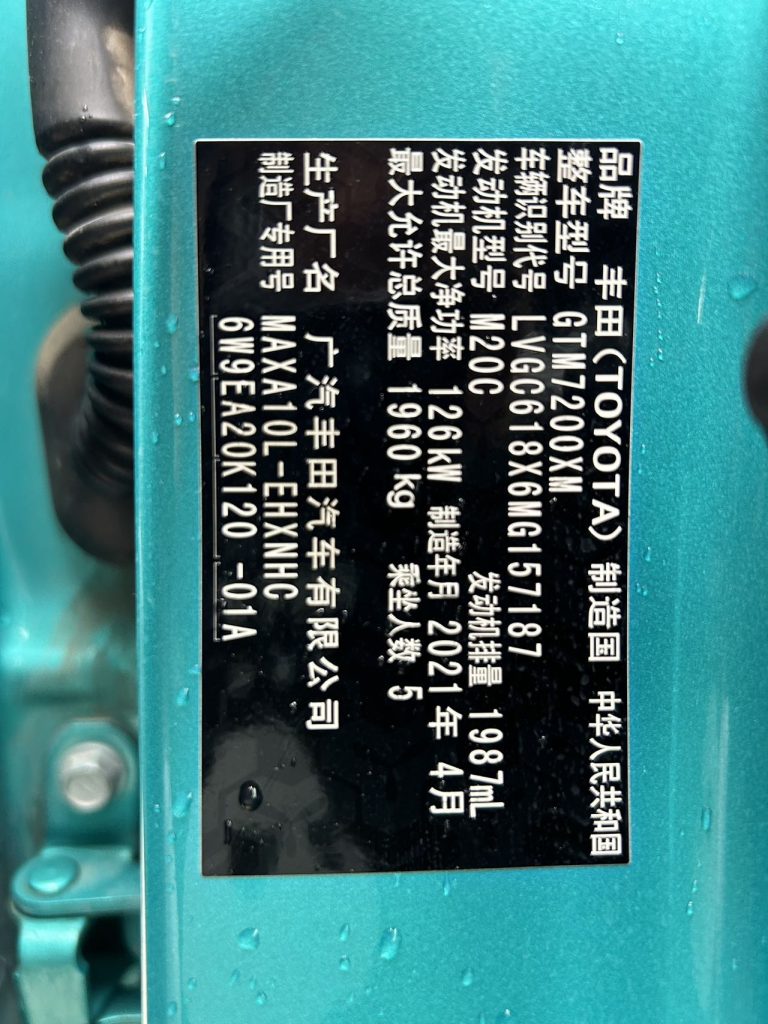 品牌 丰田(TOYOTA) 制造国 中华人民共和国
整车型号 GTM7200XM
车辆识别代号 LVGC618X6MG157187
发动机型号 M20C 发动机排量 1987mL
发动机最大净功率 126kW 制造年月 2021 年 4月
最大允许总质量 1960kg 乘坐人数 5
生产厂名 广汽丰田汽车有限公司
制造厂专用号 MAXA10L-EHXNHC
6W9EA20K120 -01A